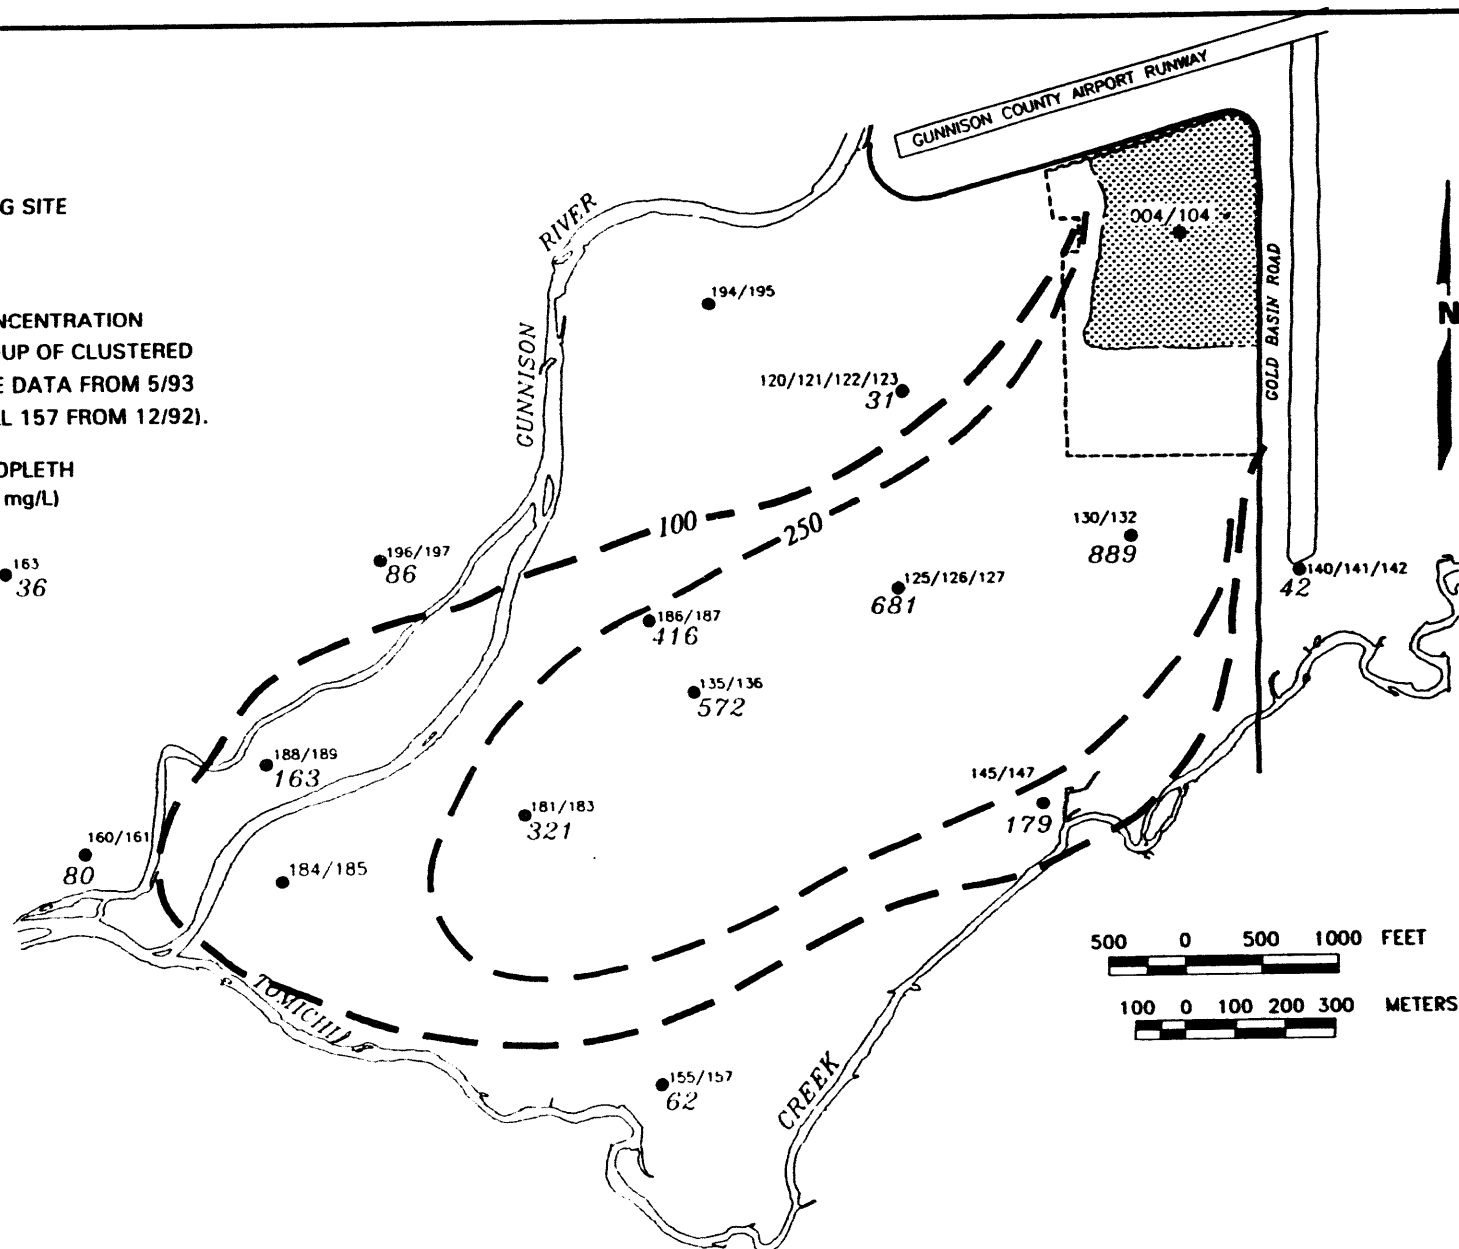 GUNNISON COUNTY AIRPORT RUNWAY
G SITE
RIVER
004/104
GOLD BASIN ROAD
194/195
N
NCENTRATION
OUP OF CLUSTERED
E DATA FROM 5/93
L 157 FROM 12/92).
GUNNISON
120/121/122/123
31
OPLETH
mg/L)
100
250
130/132
889
163
36
196/197
86
125/126/127
681
140/141/142
42
186/187
416
135/136
572
188/189
163
145/147
179
181/183
321
160/161
80
184/185
500 0 500 1000 FEET
100 0 100 200 300 METERS
TOMICHI
155/157
62
CREEK